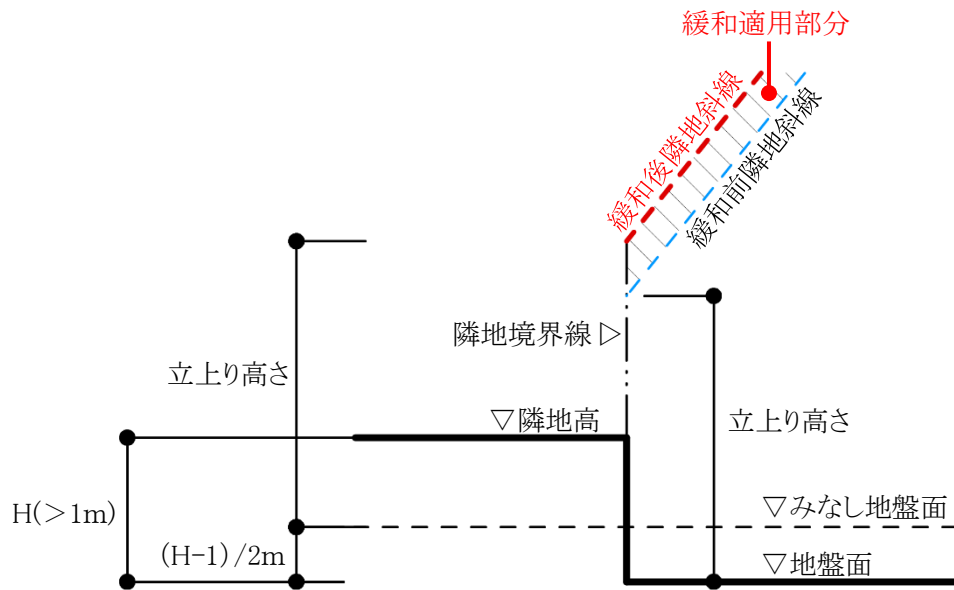 緩和適用部分
緩和後隣地斜線
緩和前隣地斜線
隣地境界線▷
立上り高さ
▽隣地高
立上り高さ
H(>1m)
▽みなし地盤面
(H-1)/2m
▽地盤面